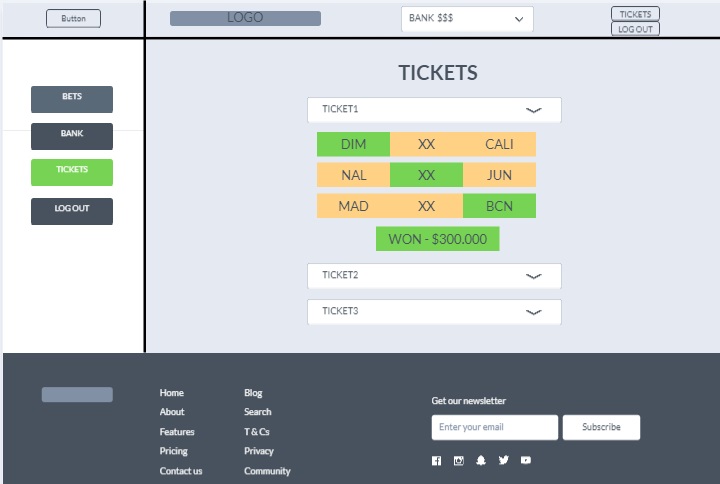 Button
LOGO
BANK $$$
TICKETS
LOG OUT
BETS
BANK
TICKETS
LOG OUT
TICKETS
TICKET1
DIM XX CALI
NAL XX JUN
MAD XX BCN
WON - $300.000
TICKET2
TICKET3
Home
About
Features
Pricing
Contact us
Blog
Search
T & Cs
Privacy
Community
Get our newsletter
Enter your email
Subscribe